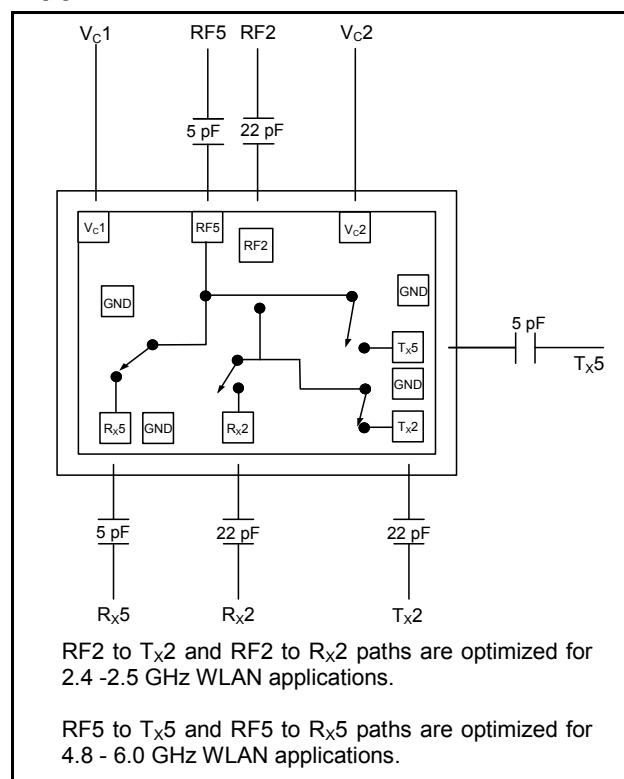 VC1 RF5 RF2 VC2
5 pF 22 pF
VC1 RF5 RF2 VC2
GND GND
5 pF
TX5 TX5
GND
RX5 GND RX2 TX2
5 pF 22 pF 22 pF
RX5 RX2 TX2
RF2 to TX2 and RF2 to RX2 paths are optimized for
2.4 -2.5 GHz WLAN applications.
RF5 to TX5 and RF5 to RX5 paths are optimized for
4.8 - 6.0 GHz WLAN applications.